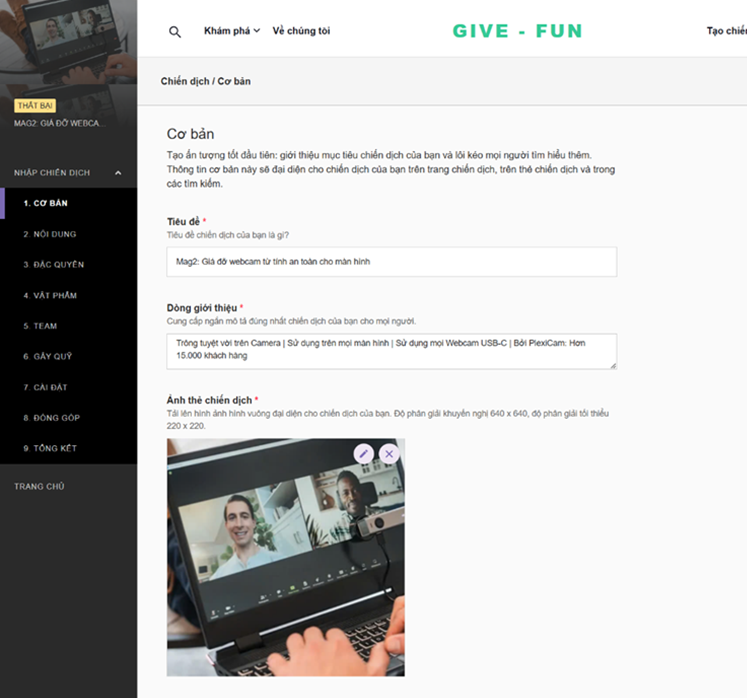 THẤT BẠI
MAG2: GIÁ ĐỠ WEBCA...
NHẬP CHIẾN DỊCH
1. CƠ BẢN
2. NỘI DUNG
3. ĐẶC QUYỀN
4. VẬT PHẨM
5. TEAM
6. GÂY QUỸ
7. CÀI ĐẶT
8. ĐÓNG GÓP
9. TỔNG KẾT
TRANG CHỦ
Khám phá
Về chúng tôi
GIVE - FUN
Tạo chiến
Chiến dịch / Cơ bản
Cơ bản
Tạo ấn tượng tốt đầu tiên: giới thiệu mục tiêu chiến dịch của bạn và lôi kéo mọi người tìm hiểu thêm.
Thông tin cơ bản này sẽ đại diện cho chiến dịch của bạn trên trang chiến dịch, trên thẻ chiến dịch và trong
các tìm kiếm.
Tiêu đề *
Tiêu đề chiến dịch của bạn là gì?
Mag2: Giá đỡ webcam từ tính an toàn cho màn hình
Dòng giới thiệu *
Cung cấp ngắn mô tả đúng nhất chiến dịch của bạn cho mọi người.
Trông tuyệt vời trên Camera | Sử dụng trên mọi màn hình | Sử dụng mọi Webcam USB-C | Bởi PlexiCam: Hơn
15.000 khách hàng
Ảnh thẻ chiến dịch *
Tải lên hình ảnh hình vuông đại diện cho chiến dịch của bạn. Độ phân giải khuyến nghị 640 x 640, độ phân giải tối thiểu
220 x 220.